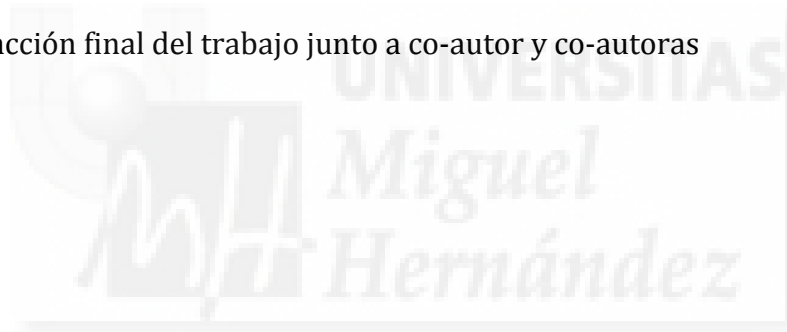 acción final del trabajo junto a co-autor y co-autoras
UNIVERSITAS
Miguel
Hernández